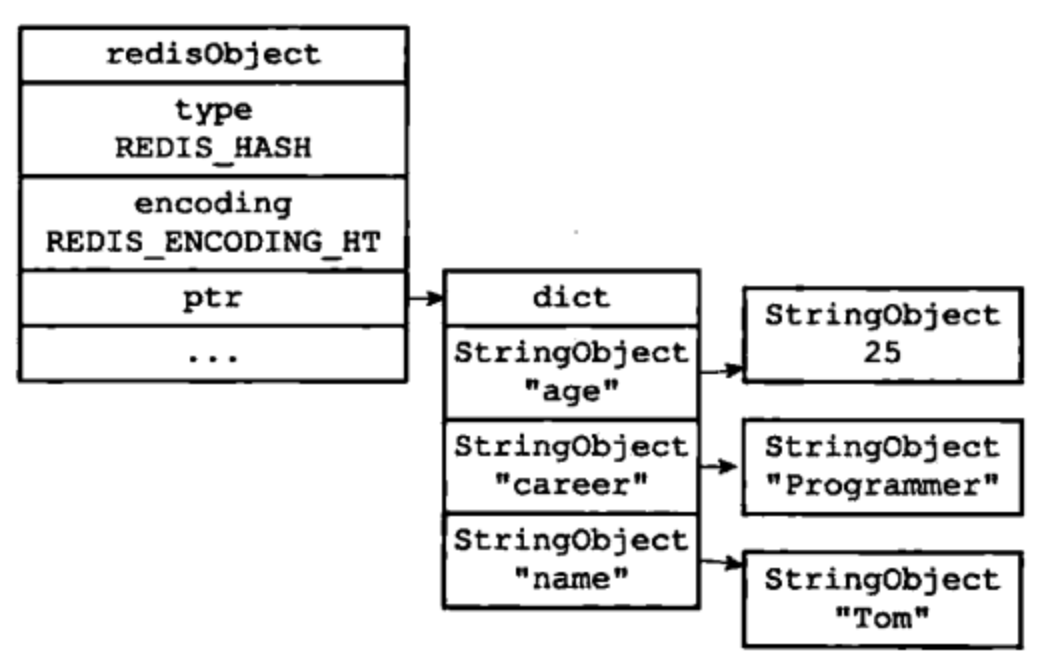 redisObject
type
REDIS_HASH
encoding
REDIS_ENCODING_HT
ptr
...
dict
StringObject
"age"
StringObject
"career"
StringObject
"name"
StringObject
25
StringObject
"Programmer"
StringObject
"Tom"